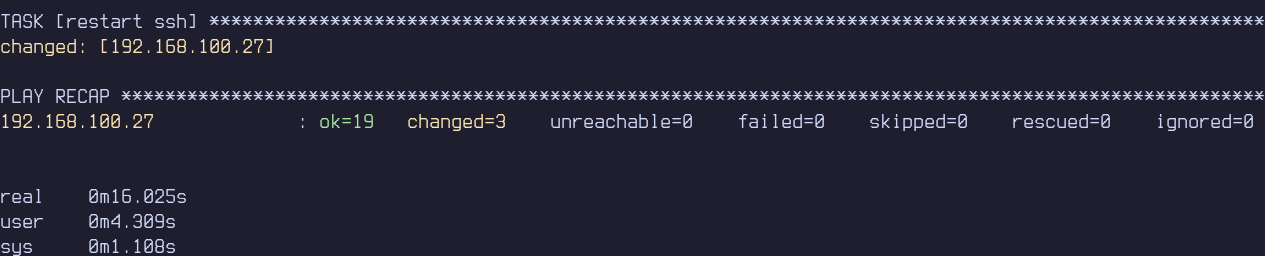 TASK [restart ssh] ************************************************************************************************
changed: [192.168.100.27]
PLAY RECAP ********************************************************************************************************
192.168.100.27             : ok=19   changed=3    unreachable=0    failed=0    skipped=0    rescued=0    ignored=0
real    0m16.025s
user    0m4.309s
sys     0m1.108s